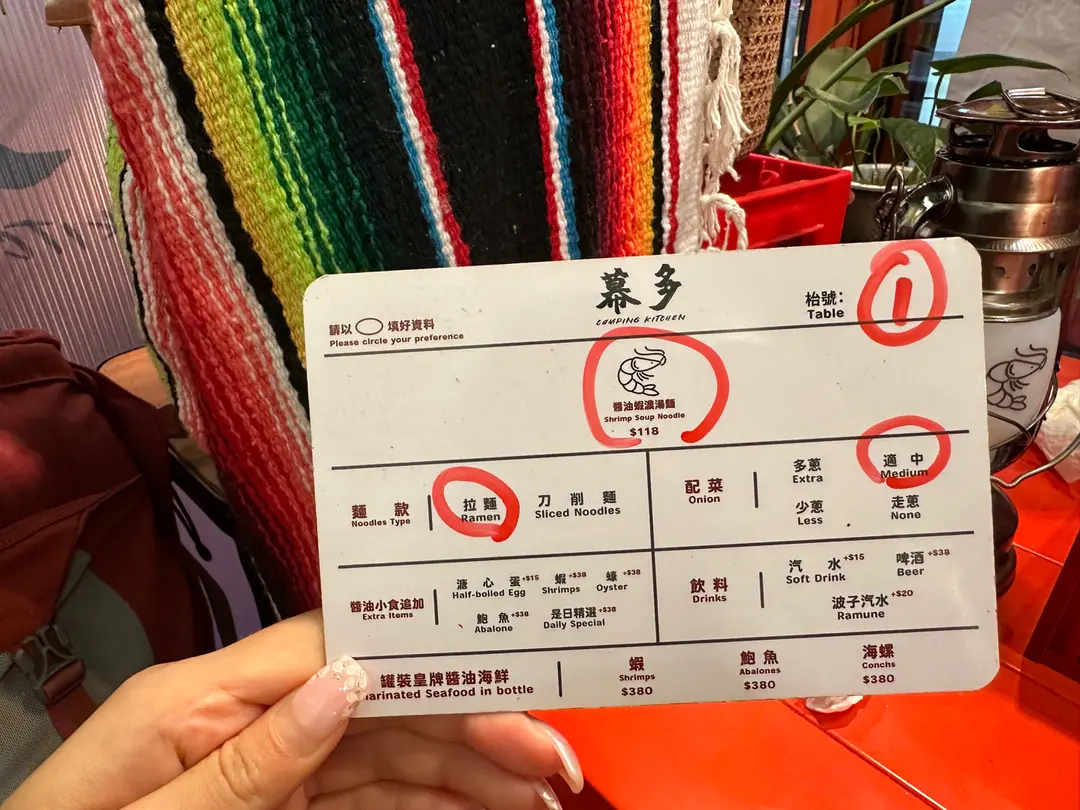 幕多
CAMPING KITCHEN
請以 填好資料
Please circle your preference
枱號：
Table
1
醬油蝦濃湯麵
Shrimp Soup Noodle
$118
麵款
Noodles Type
拉麵
Ramen
刀削麵
Sliced Noodles
配菜
Onion
多蔥
Extra
適中
Medium
少蔥
Less
走蔥
None
醬油小食追加
Extra Items
溏心蛋+$15
Half-boiled Egg
蝦+$38
Shrimps
蠔+$38
Oyster
鮑魚+$38
Abalone
是日精選+$38
Daily Special
飲料
Drinks
汽水+$15
Soft Drink
啤酒+$38
Beer
波子汽水+$20
Ramune
罐裝皇牌醬油海鮮
Marinated Seafood in bottle
蝦
Shrimps
$380
鮑魚
Abalones
$380
海螺
Conchs
$380